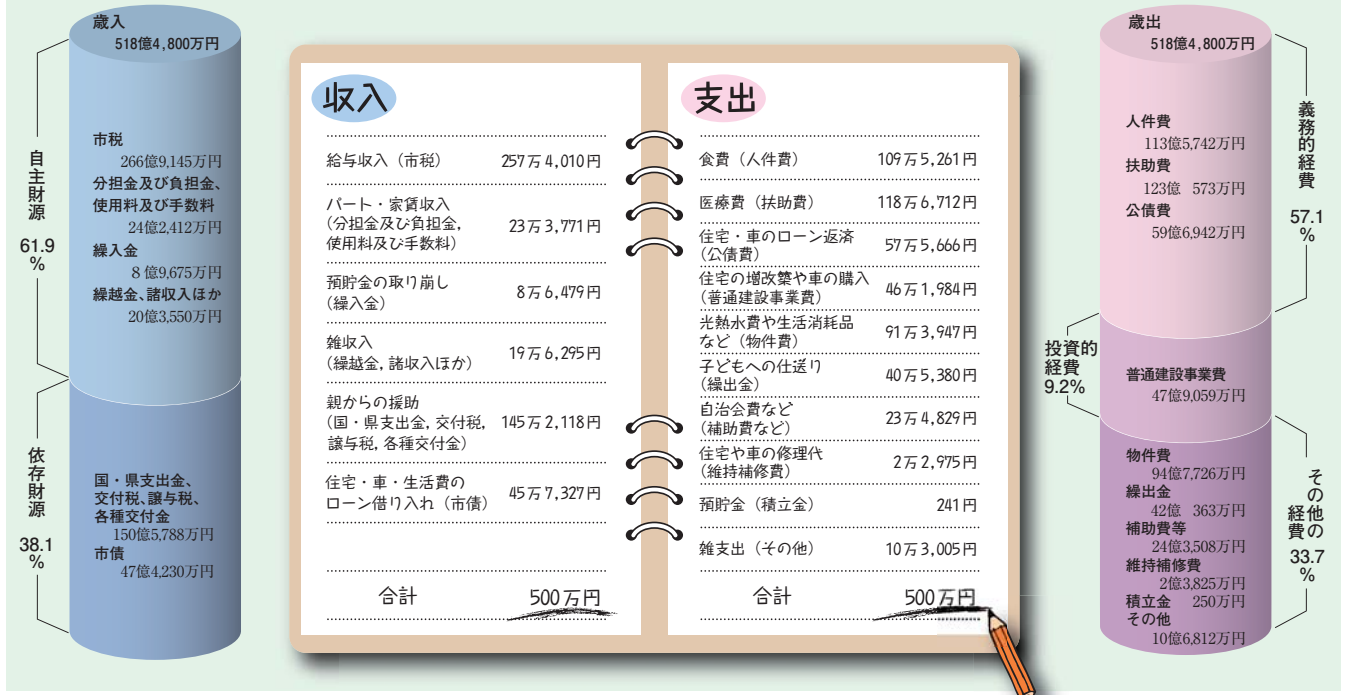 歳入
518億4,800万円
自主財源
61.9
%
市税
266億9,145万円
分担金及び負担金、
使用料及び手数料
24億2,412万円
繰入金
8億9,675万円
繰越金、諸収入ほか
20億3,550万円
依存財源
38.1
%
国・県支出金、
交付税、譲与税、
各種交付金
150億5,788万円
市債
47億4,230万円
収入
給与収入（市税） 257万4,010円
パート・家賃収入
（分担金及び負担金,
使用料及び手数料） 23万3,771円
預貯金の取り崩し
（繰入金） 8万6,479円
雑収入
（繰越金, 諸収入ほか） 19万6,295円
親からの援助
（国・県支出金, 交付税,
譲与税, 各種交付金） 145万2,118円
住宅・車・生活費の
ローン借り入れ（市債） 45万7,327円
合計 500万円
支出
食費（人件費） 109万5,261円
医療費（扶助費） 118万6,712円
住宅・車のローン返済
（公債費） 57万5,666円
住宅の増改築や車の購入
（普通建設事業費） 46万1,984円
光熱水費や生活消耗品
など（物件費） 91万3,947円
子どもへの仕送り
（繰出金） 40万5,380円
自治会費など
（補助費など） 23万4,829円
住宅や車の修理代
（維持補修費） 2万2,975円
預貯金（積立金） 241円
雑支出（その他） 10万3,005円
合計 500万円
歳出
518億4,800万円
人件費
113億5,742万円
扶助費
123億 573万円
公債費
59億6,942万円
義務的経費
57.1
%
投資的
経費
9.2%
普通建設事業費
47億9,059万円
物件費
94億7,726万円
繰出金
42億 363万円
補助費等
24億3,508万円
維持補修費
2億3,825万円
積立金 250万円
その他
10億6,812万円
その他の
経費
33.7
%